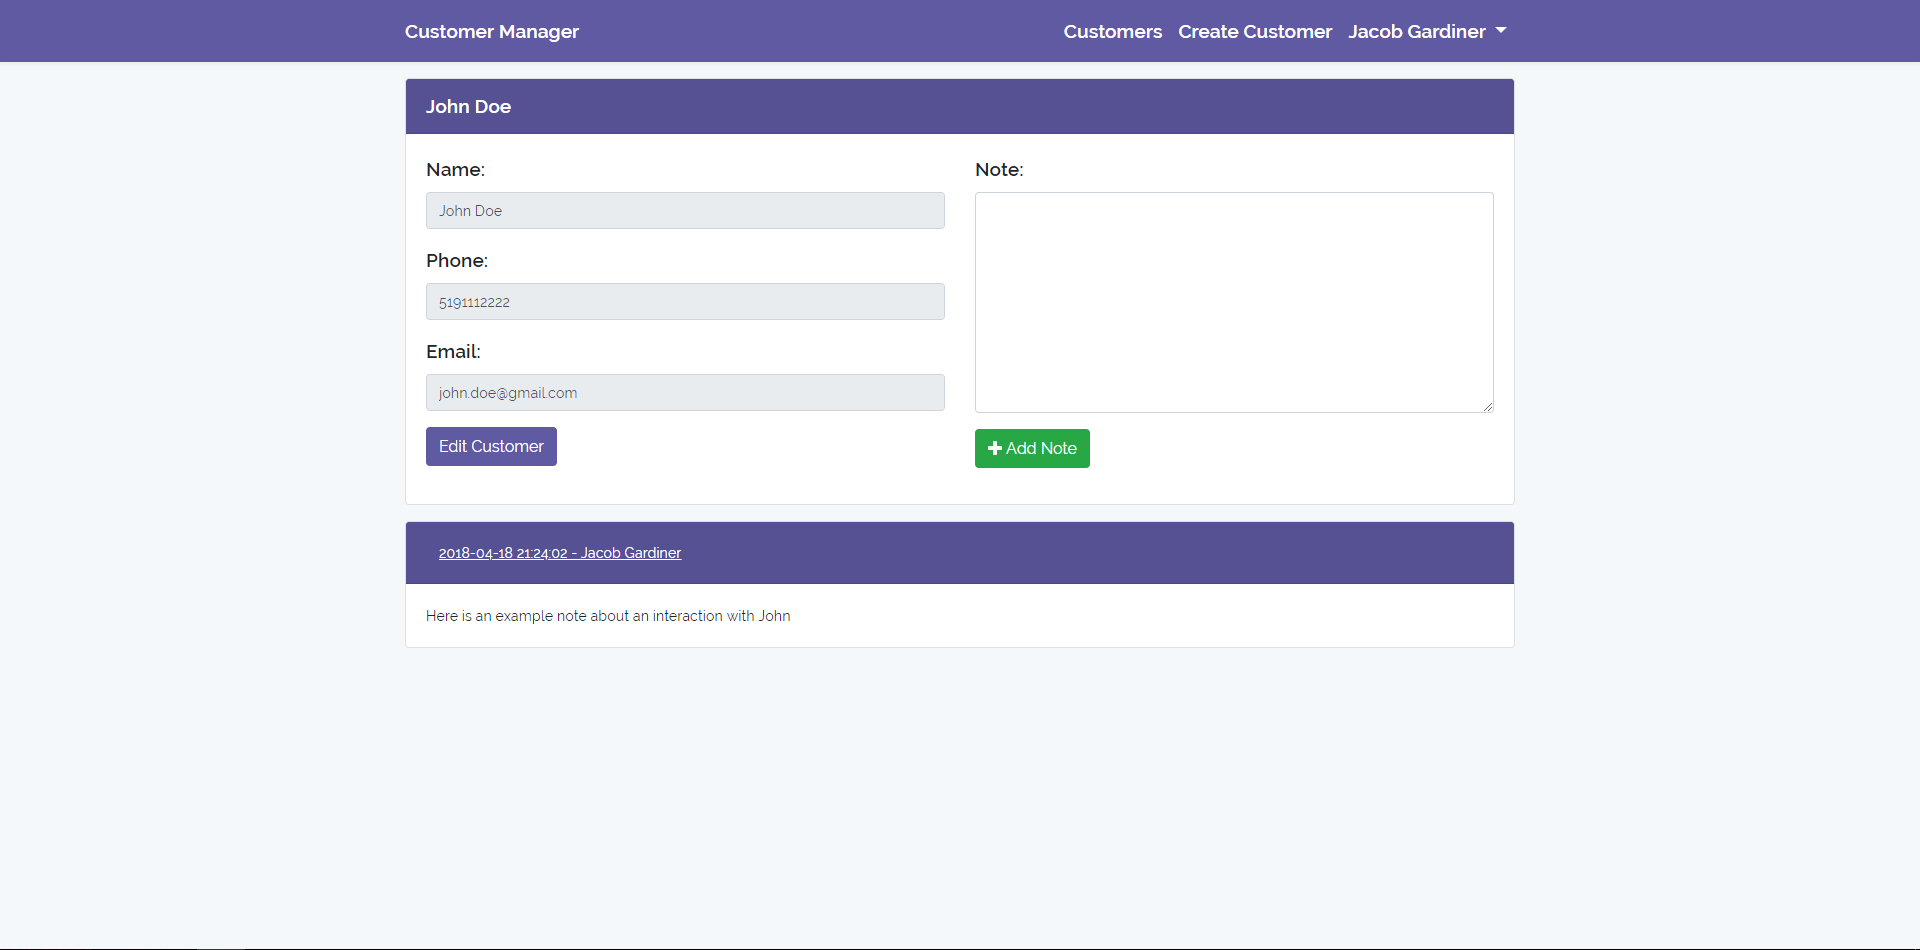 Customer Manager
Customers Create Customer Jacob Gardiner
John Doe
Name:
John Doe
Phone:
5191112222
Email:
john.doe@gmail.com
Edit Customer
Note:
Add Note
2018-04-18 21:24:02 - Jacob Gardiner
Here is an example note about an interaction with John